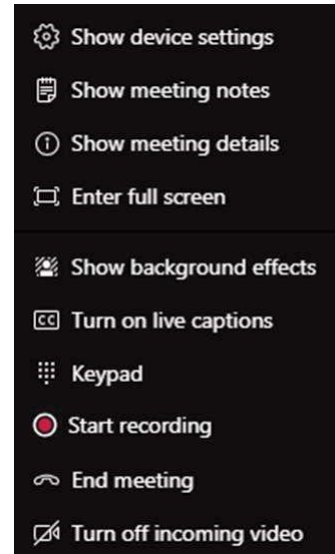 Show device settings
Show meeting notes
Show meeting details
Enter full screen
Show background effects
CC Turn on live captions
Keypad
Start recording
End meeting
Turn off incoming video